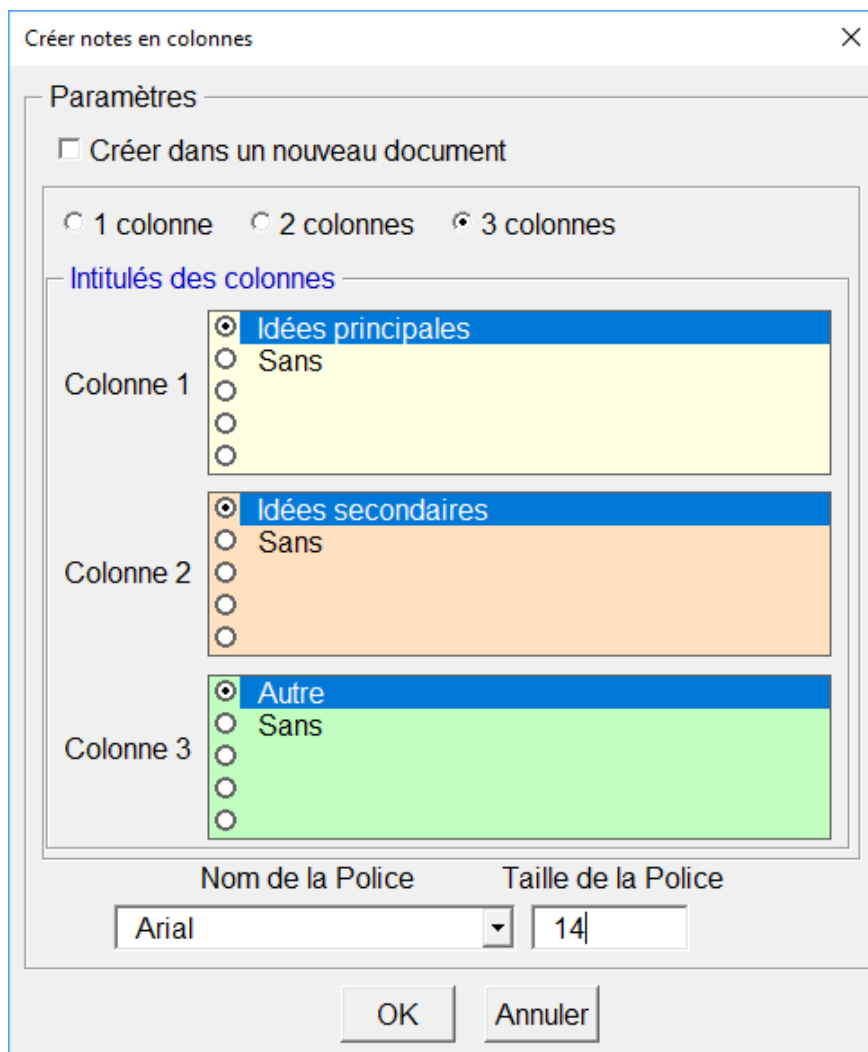 Créer notes en colonnes
Paramètres
Créer dans un nouveau document
1 colonne 2 colonnes 3 colonnes
Intitulés des colonnes
Idées principales
Sans
Colonne 1
Idées secondaires
Sans
Colonne 2
Autre
Sans
Colonne 3
Nom de la Police Taille de la Police
Arial 14
OK Annuler